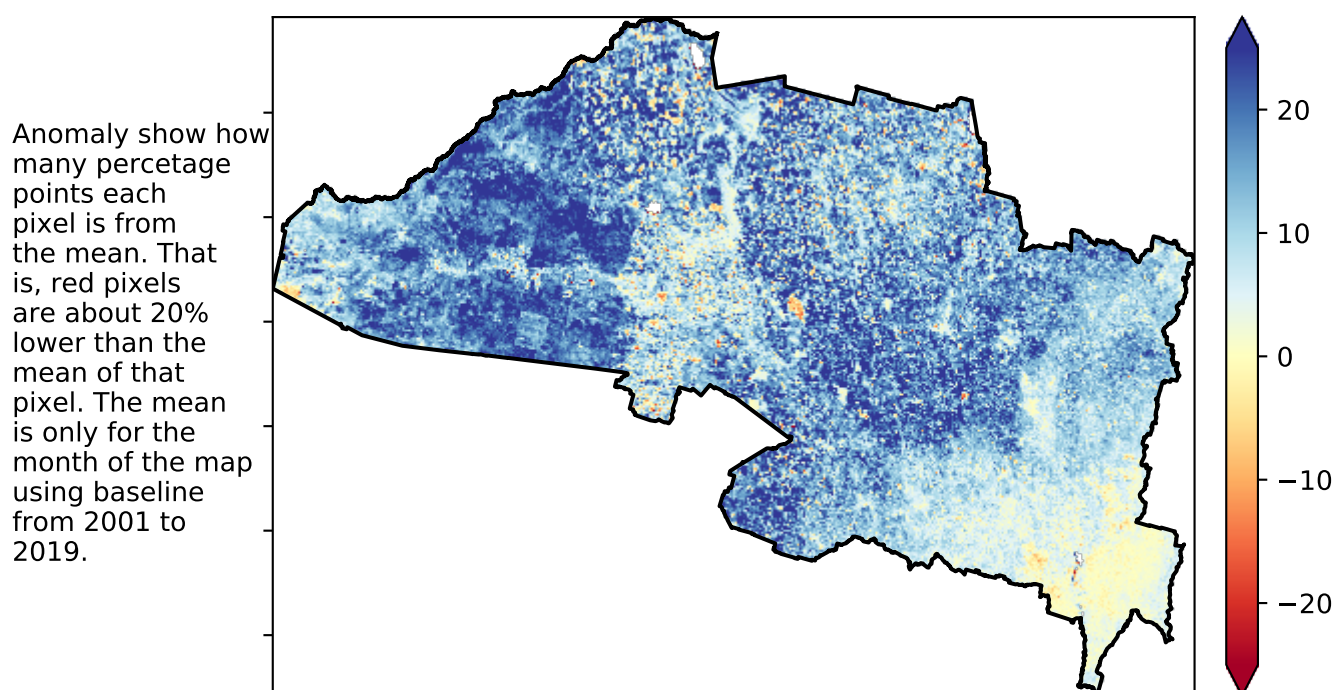 Anomaly show how
many percetage
points each
pixel is from
the mean. That
is, red pixels
are about 20%
lower than the
mean of that
pixel. The mean
is only for the
month of the map
using baseline
from 2001 to
2019.
20
10
0
−10
−20